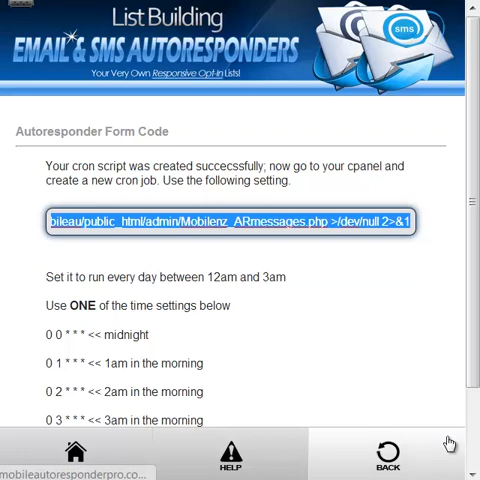 List Building
EMAIL & SMS AUTORESPONDERS
Your Very Own Responsive Opt-In Lists!
sms
Autoresponder Form Code
Your cron script was created succecssfully; now go to your cpanel and
create a new cron job. Use the following setting.
bileau/public_html/admin/Mobilenz_ARmessages.php >/dev/null 2>&1
Set it to run every day between 12am and 3am
Use ONE of the time settings below
0 0 * * * << midnight
0 1 * * * << 1am in the morning
0 2 * * * << 2am in the morning
0 3 * * * << 3am in the morning
HELP
BACK
mobileautoresponderpro.co...